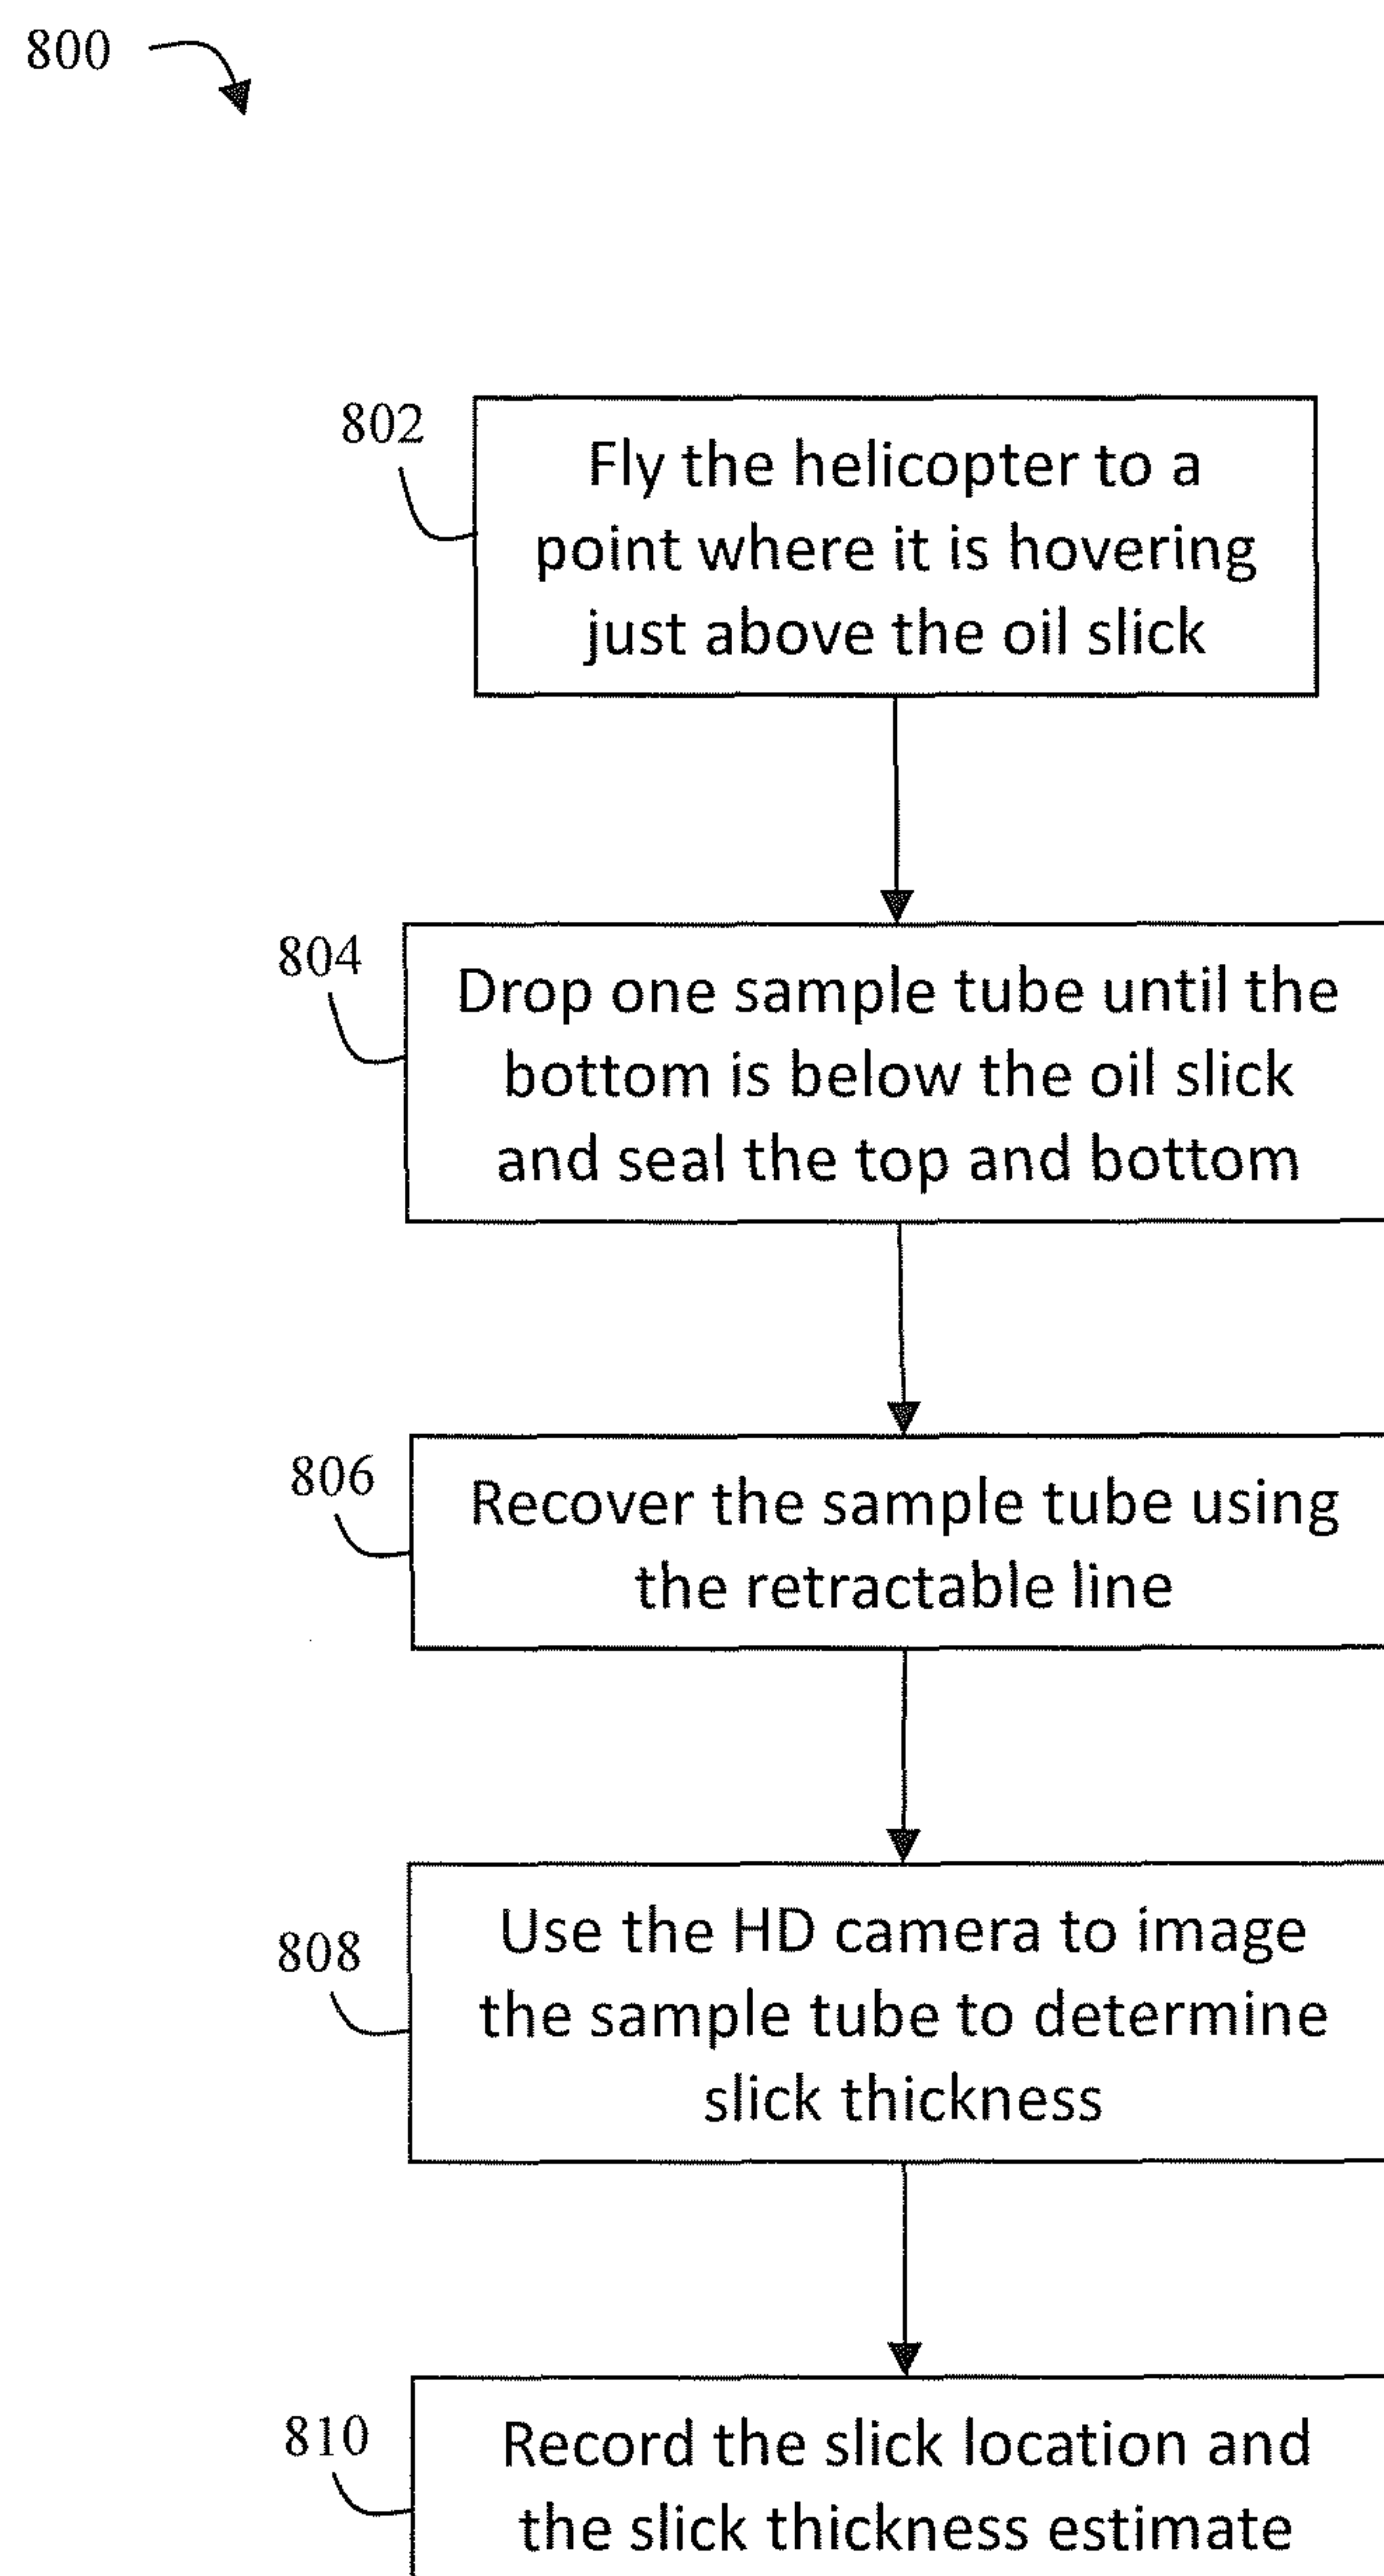 800
802
Fly the helicopter to a
point where it is hovering
just above the oil slick
804
Drop one sample tube until the
bottom is below the oil slick
and seal the top and bottom
806
Recover the sample tube using
the retractable line
808
Use the HD camera to image
the sample tube to determine
slick thickness
810
Record the slick location and
the slick thickness estimate